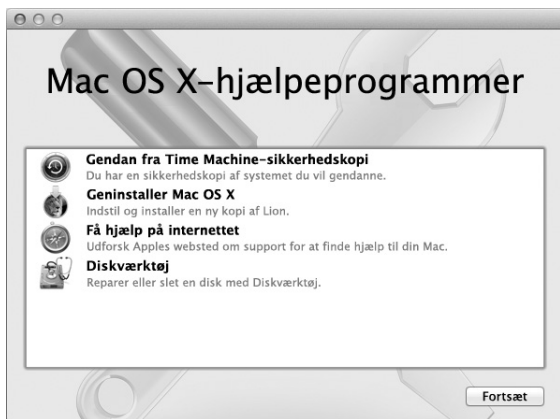 Mac OS X-hjælpeprogrammer
Gendan fra Time Machine-sikkerhedskopi
Du har en sikkerhedskopi af systemet du vil gendanne.
Geninstaller Mac OS X
Indstil og installer en ny kopi af Lion.
Få hjælp på internettet
Udforsk Apples websted om support for at finde hjælp til din Mac.
Diskværktøj
Reparer eller slet en disk med Diskværktøj.
Fortsæt